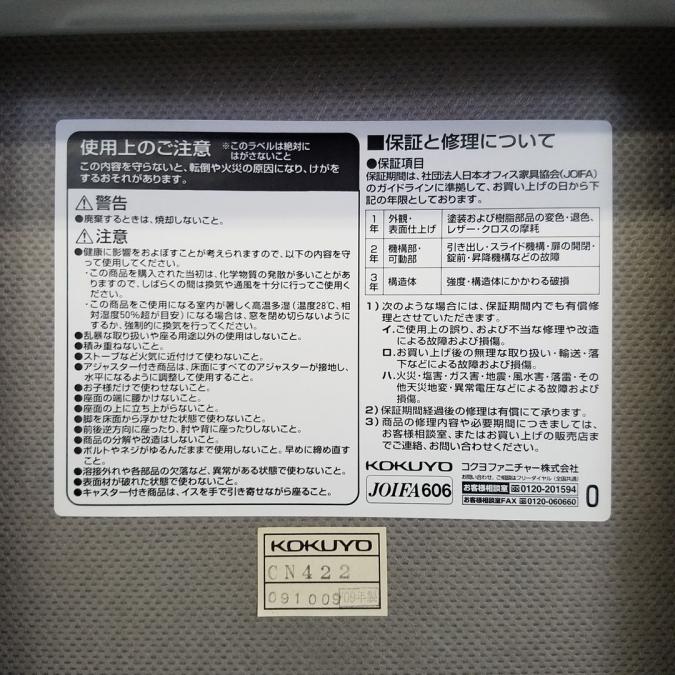 使用上のご注意 ※このラベルは絶対に
はがさないこと
この内容を守らないと、転倒や火災の原因になり、けがを
するおそれがあります。
⚠警告
●廃棄するときは、焼却しないこと。
⚠注意
●健康に影響をおよぼすことが考えられますので、以下の内容を守
って使用してください。
・この商品を購入された当初は、化学物質の発散が多いことがあ
りますので、しばらくの間は換気や通風を十分に行ってご使用く
ださい。
・この商品をご使用になる室内が著しく高温多湿(温度28℃、相
対湿度50%超が目安)になる場合は、窓を閉め切らないようにす
るか、強制的に換気を行ってください。
●乱暴な取り扱いや座る用途以外の使用はしないこと。
●積み重ねないこと。
●ストーブなど火気に近付けて使わないこと。
●アジャスター付き商品は、床面にすべてのアジャスターが接地し、
水平になるように調整して使用すること。
●お子様だけで使わせないこと。
●座面の端に腰かけないこと。
●座面の上に立ち上がらないこと。
●脚を床面から浮かせた状態で使わないこと。
●前後逆方向に座ったり、肘や背に座ったりしないこと。
●商品の分解や改造はしないこと。
●ボルトやネジがゆるんだままで使用しないこと。早めに締め直す
こと。
●溶接外れや各部品の欠落など、異常がある状態で使わないこと。
●表面材が破れた状態で使わないこと。
●キャスター付き商品は、イスを手で引き寄せながら座ること。
■保証と修理について
●保証項目
保証期間は、社団法人日本オフィス家具協会(JOIFA)
のガイドラインに準拠して、お買い上げの日から下
記の年限としております。
1年 外観・表面仕上げ 塗装および樹脂部品の変色・退色、レザー・クロスの摩耗
2年 機構部・可動部 引き出し・スライド機構・扉の開閉・錠前・昇降機構などの故障
3年 構造体 強度・構造体にかかわる破損
1)次のような場合には、保証期間内でも有償修
理とさせていただきます。
イ.ご使用上の誤り、および不当な修理や改造
による故障および損傷。
ロ.お買い上げ後の無理な取り扱い・輸送・落
下などによる故障および損傷。
ハ.火災・塩害・ガス害・地震・風水害・落雷・その
他天災地変・異常電圧などによる故障および
損傷。
2)保証期間経過後の修理は有償にて承ります。
3)商品の修理内容や必要期間につきましては、
お客様相談室、またはお買い上げの販売店ま
でご連絡、お問い合わせください。
KOKUYO コクヨファニチャー株式会社
お問い合わせ、ご相談はフリーダイヤル(全国共通)
JOIFA606 お客様相談室 0120-201594
お客様相談室FAX 0120-060660
0
KOKUYO
CN422
091009 '09年製